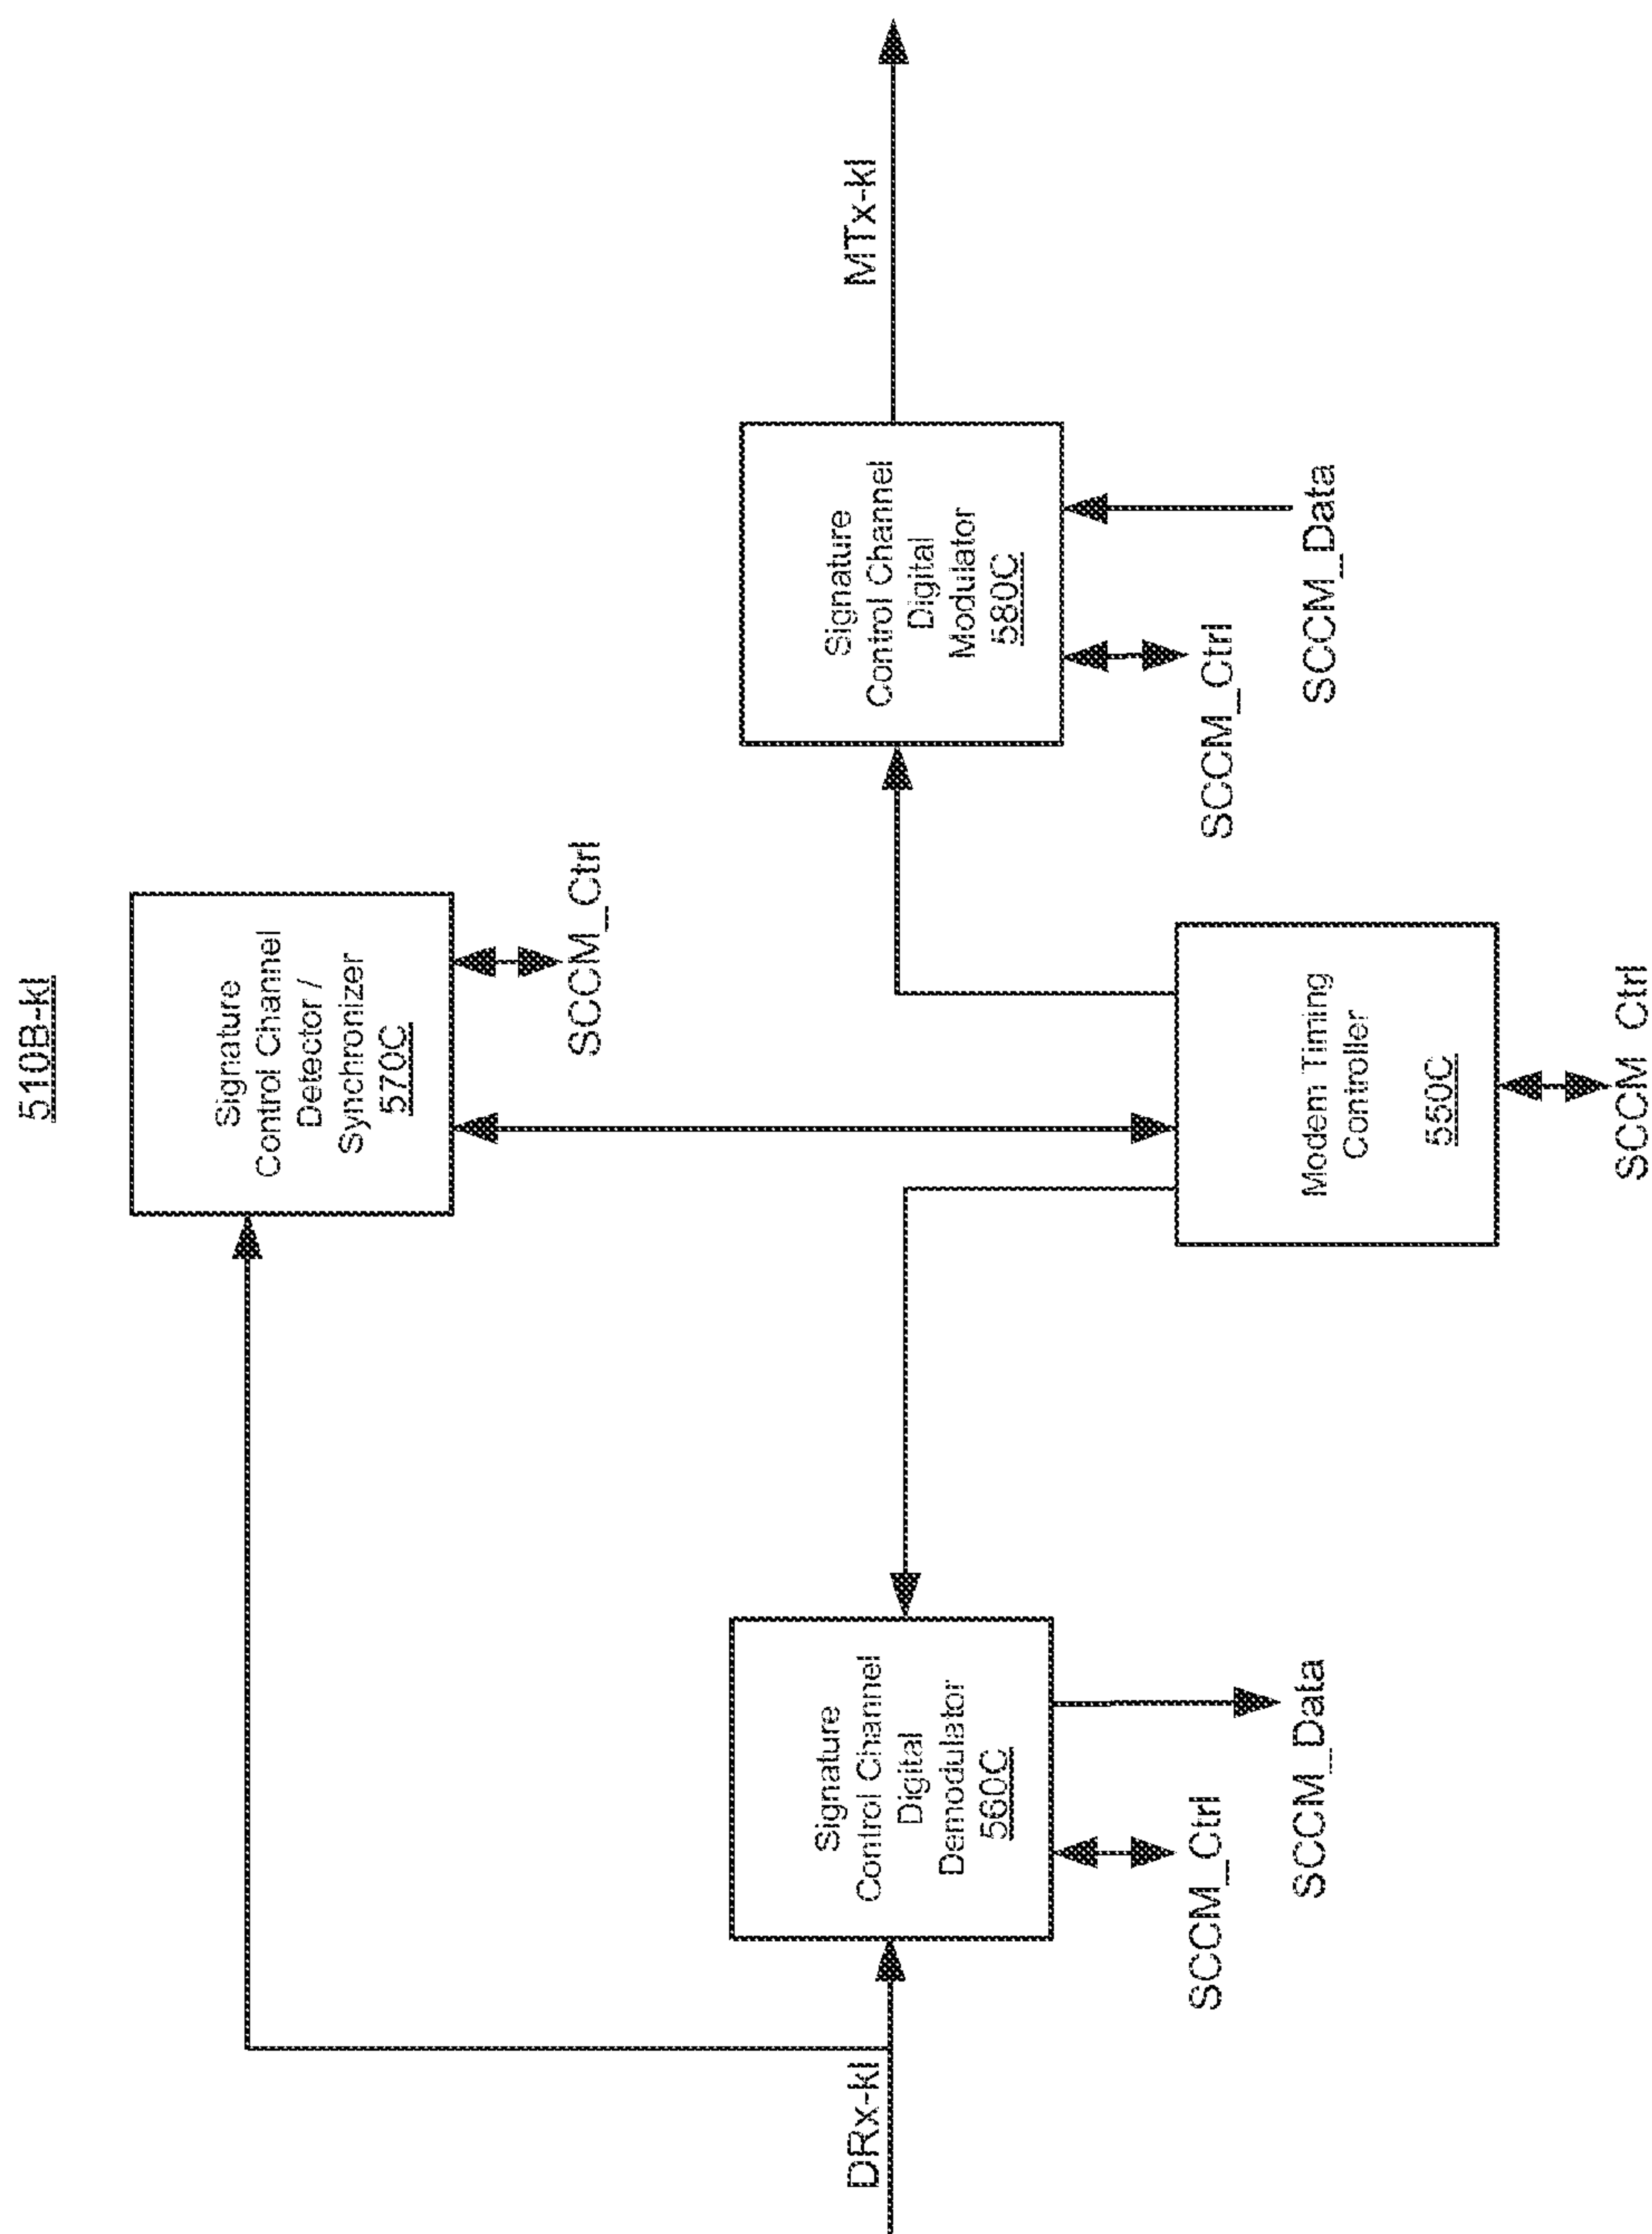 510B-kl
Signature
Control Channel
Detector /
Synchronizer
570C
SCCM_Ctrl
DRx-kl
Signature
Control Channel
Digital
Demodulator
560C
SCCM_Ctrl
SCCM_Data
Signature
Control Channel
Digital
Modulator
580C
SCCM_Ctrl
SCCM_Data
MTx-kl
Modem Timing
Controller
550C
SCCM_Ctrl